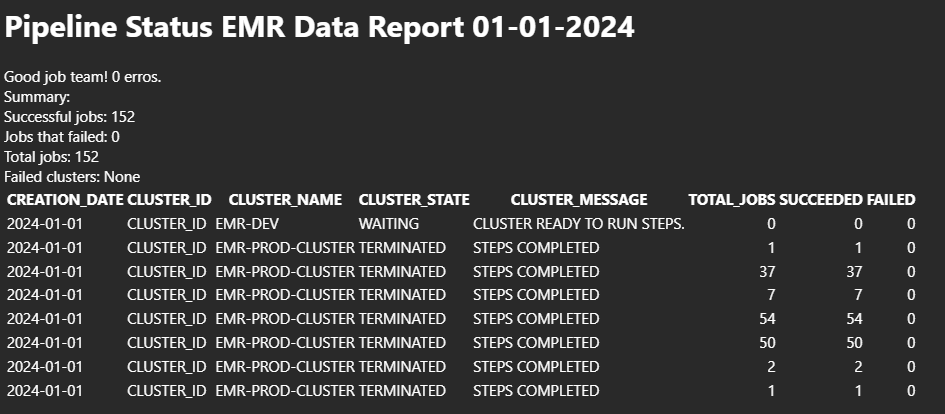 Pipeline Status EMR Data Report 01-01-2024
Good job team! 0 erros.
Summary:
Successful jobs: 152
Jobs that failed: 0
Total jobs: 152
Failed clusters: None
CREATION_DATE CLUSTER_ID CLUSTER_NAME CLUSTER_STATE CLUSTER_MESSAGE TOTAL_JOBS SUCCEEDED FAILED
2024-01-01 CLUSTER_ID EMR-DEV WAITING CLUSTER READY TO RUN STEPS. 0 0 0
2024-01-01 CLUSTER_ID EMR-PROD-CLUSTER TERMINATED STEPS COMPLETED 1 1 0
2024-01-01 CLUSTER_ID EMR-PROD-CLUSTER TERMINATED STEPS COMPLETED 37 37 0
2024-01-01 CLUSTER_ID EMR-PROD-CLUSTER TERMINATED STEPS COMPLETED 7 7 0
2024-01-01 CLUSTER_ID EMR-PROD-CLUSTER TERMINATED STEPS COMPLETED 54 54 0
2024-01-01 CLUSTER_ID EMR-PROD-CLUSTER TERMINATED STEPS COMPLETED 50 50 0
2024-01-01 CLUSTER_ID EMR-PROD-CLUSTER TERMINATED STEPS COMPLETED 2 2 0
2024-01-01 CLUSTER_ID EMR-PROD-CLUSTER TERMINATED STEPS COMPLETED 1 1 0